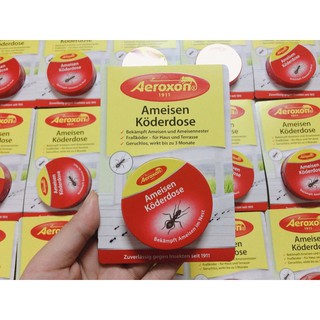 Aeroxon
1911
Ameisen
Köderdose
Bekämpft Ameisen und Ameisennester
Fraßköder - für Haus und Terrasse
Geruchlos, wirkt bis zu 3 Monate
Aeroxon
Ameisen
Köderdose
Bekämpft Ameisen im Nest
Zuverlässig gegen Insekten seit 1911